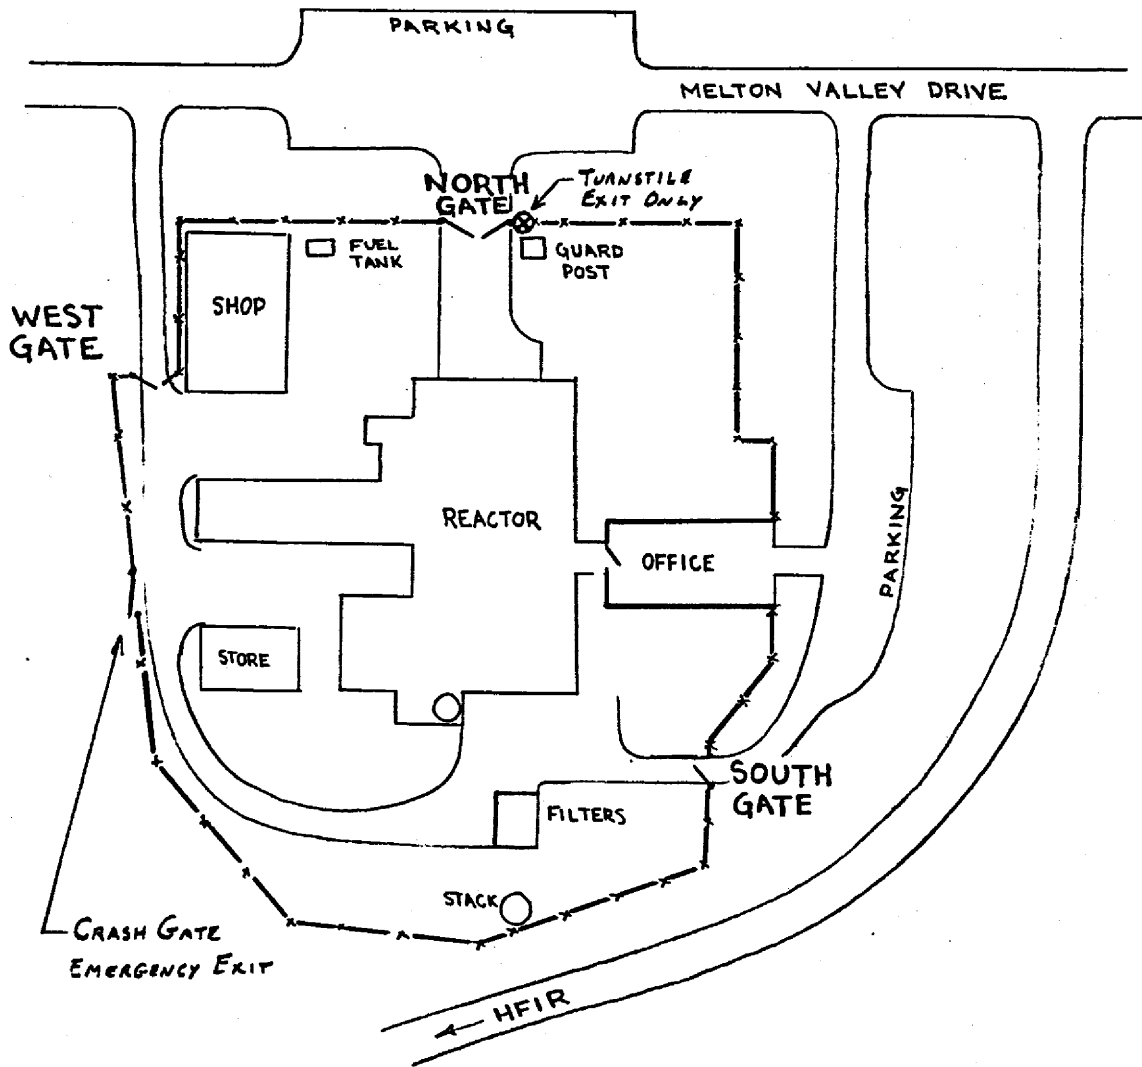 PARKING
MELTON VALLEY DRIVE
NORTH
GATE
TURNSTILE
EXIT ONLY
FUEL
TANK
GUARD
POST
SHOP
WEST
GATE
REACTOR
OFFICE
PARKING
STORE
SOUTH
GATE
FILTERS
STACK
CRASH GATE
EMERGENCY EXIT
← HFIR